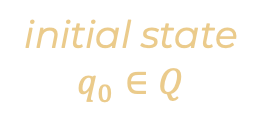 initial state
q₀ ∈ Q